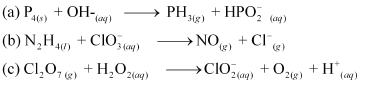 (a) P₄₍ₛ₎ + OH-₍aq₎ ⟶ PH₃₍g₎ + HPO₂⁻ ₍aq₎
(b) N₂H₄₍l₎ + ClO₃⁻₍aq₎ ⟶ NO₍g₎ + Cl⁻₍g₎
(c) Cl₂O₇ ₍g₎ + H₂O₂₍aq₎ ⟶ ClO₂⁻₍aq₎ + O₂₍g₎ + H⁺₍aq₎